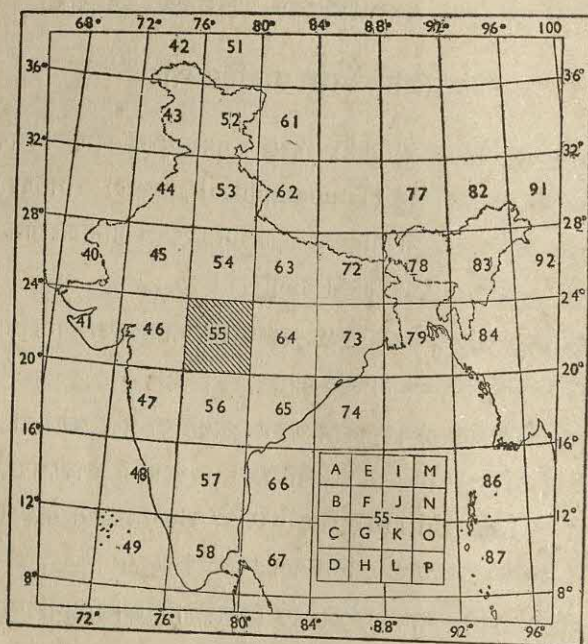 68° 72° 76° 80° 84° 88° 92° 96° 100
42 51
36° 36°
43 52 61
32° 32°
44 53 62 77 82 91
28° 28°
40 45 54 63 72 78 83 92
24° 24°
41 46 55 64 73 79 84
20° 20°
47 56 65 74
16° 16°
48 57 66 86
A E I M
B F J N
55
C G K O
D H L P
12° 12°
49 58 67 87
8° 8°
72° 76° 80° 84° 88° 92° 96°